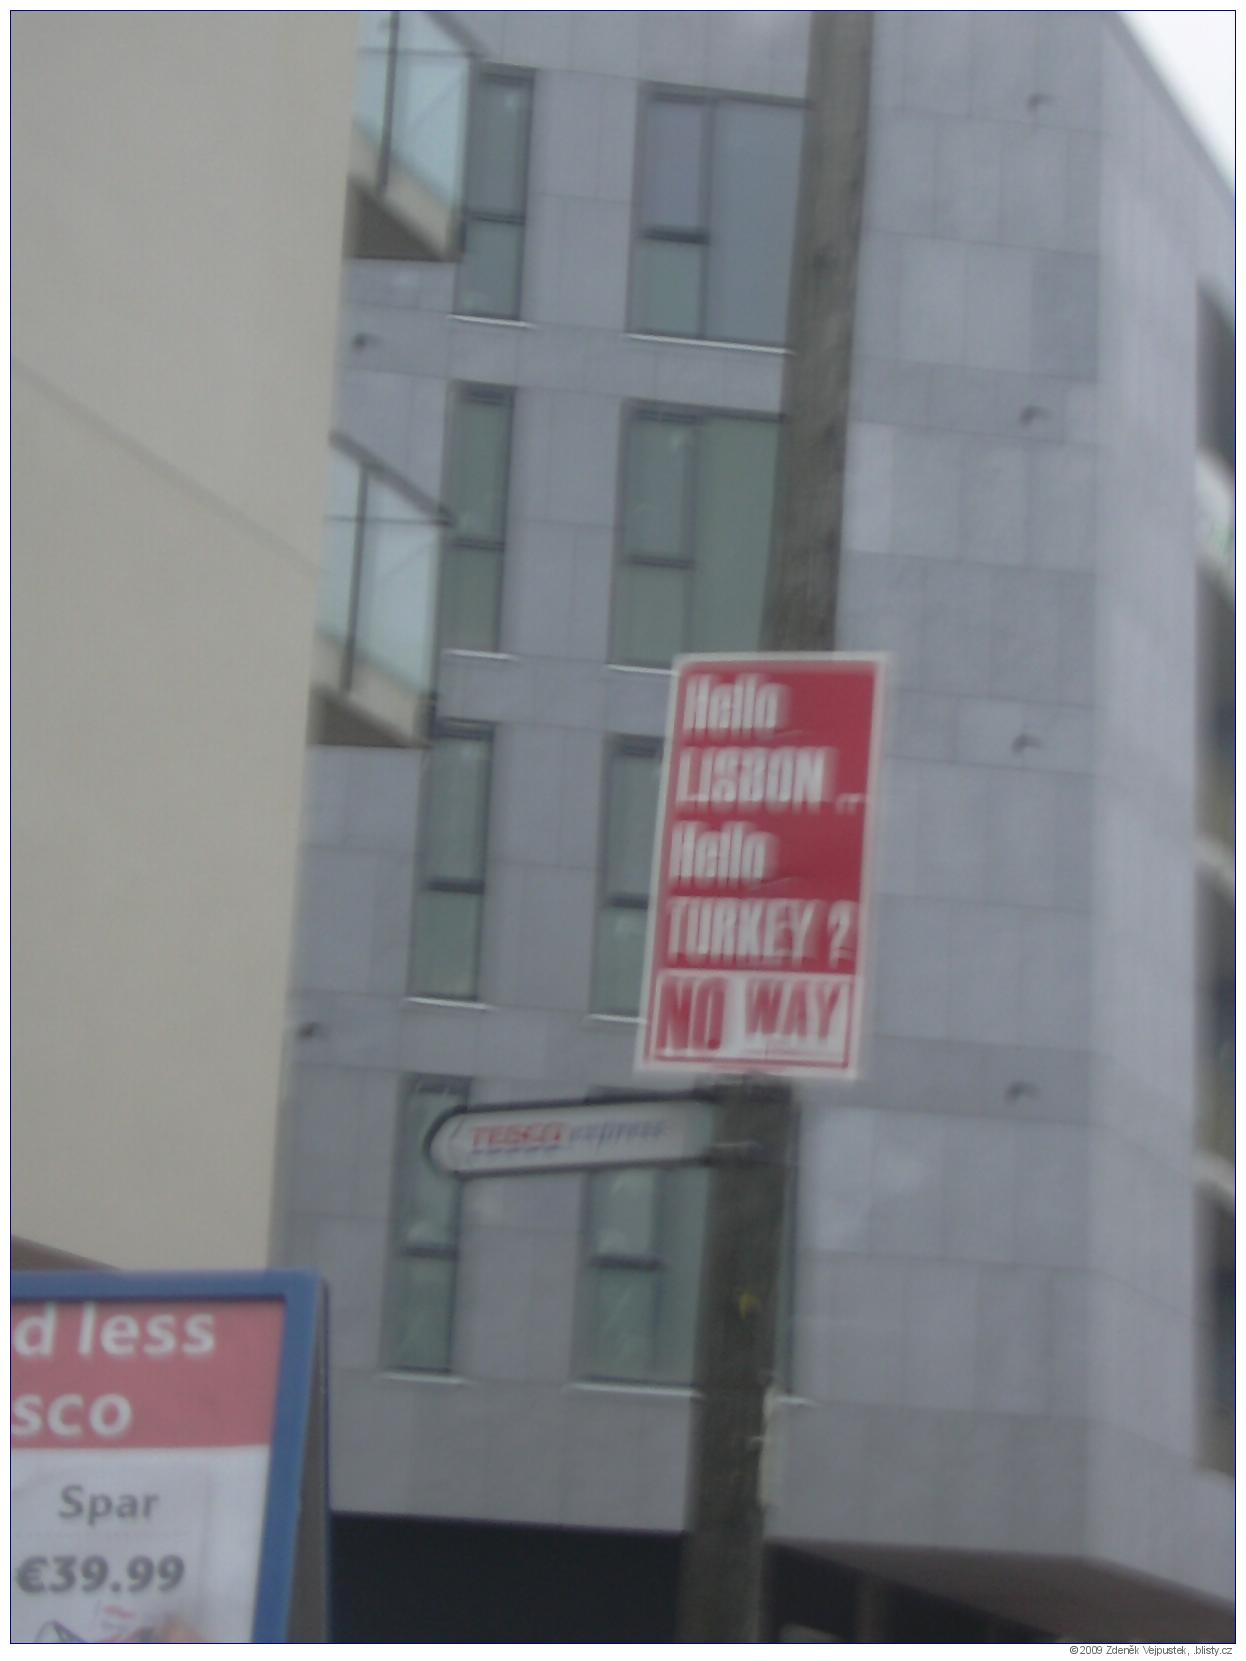 Hello
LISBON ..
Hello
TURKEY ?
NO WAY
TESCO express
d less
sco
Spar
€39.99
©2009 Zdeněk Vejpustek, .blisty.cz